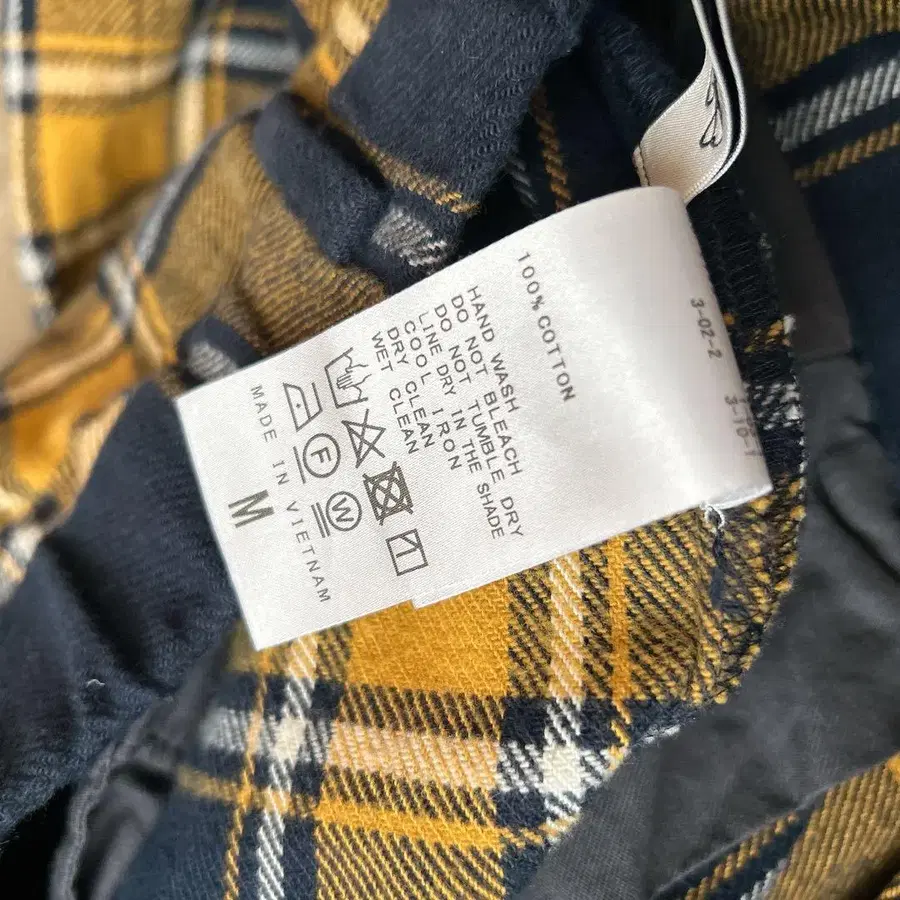 100% COTTON
HAND WASH
DO NOT BLEACH
DO NOT TUMBLE DRY
LINE DRY IN THE SHADE
COOL IRON
DRY CLEAN
WET CLEAN
F
W
MADE IN VIETNAM
M
3-02-2